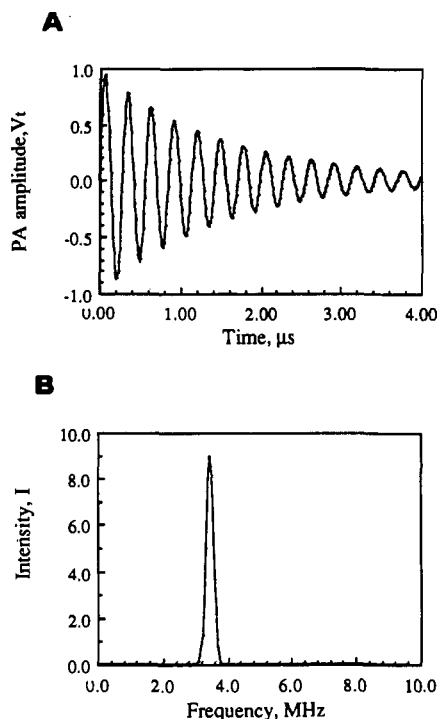 A
PA amplitude,Vt
1.0
0.5
0.0
-0.5
-1.0
0.00 1.00 2.00 3.00 4.00
Time, μs
B
Intensity, I
10.0
8.0
6.0
4.0
2.0
0.0
0.0 2.0 4.0 6.0 8.0 10.0
Frequency, MHz